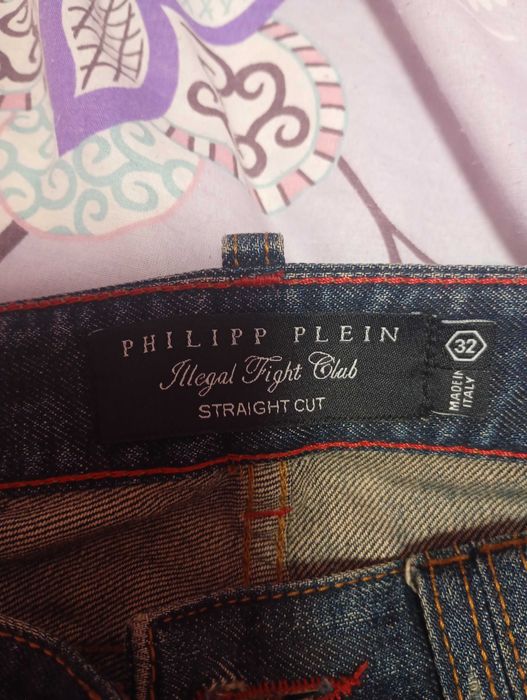 PHILIPP PLEIN
Illegal Fight Club
STRAIGHT CUT
32
MADE IN
ITALY